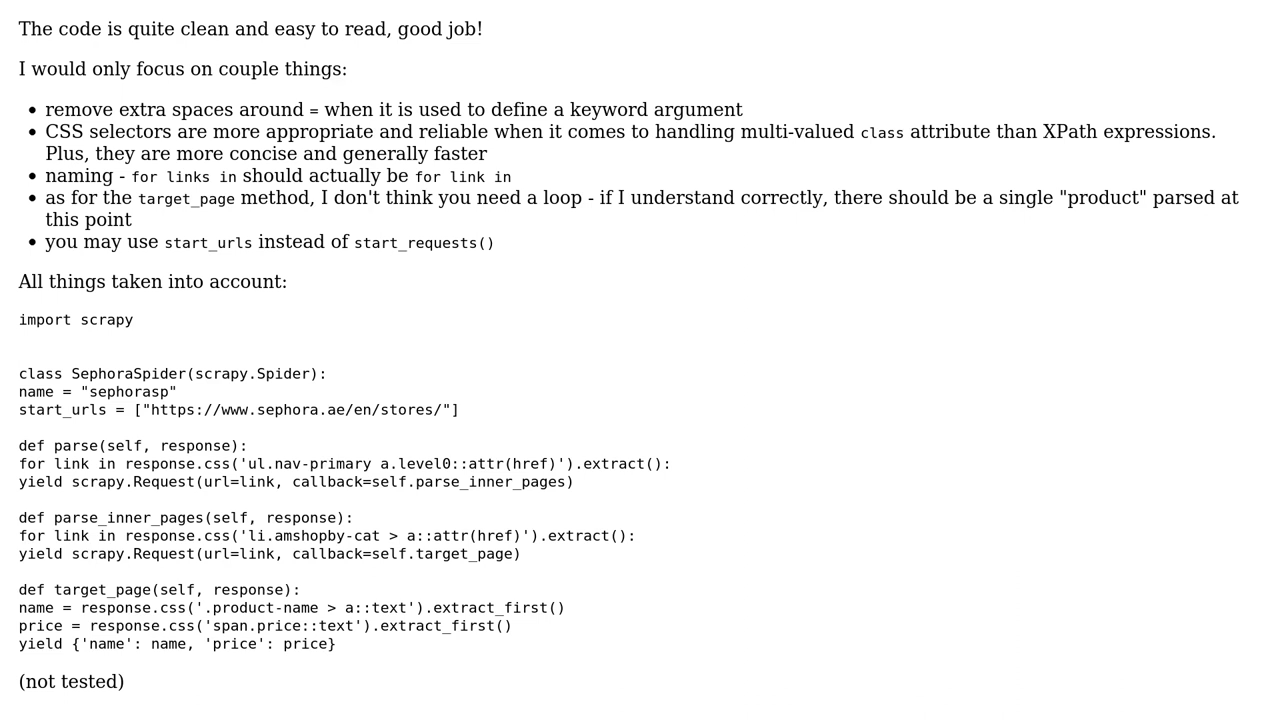 The code is quite clean and easy to read, good job!
I would only focus on couple things:
• remove extra spaces around = when it is used to define a keyword argument
• CSS selectors are more appropriate and reliable when it comes to handling multi-valued class attribute than XPath expressions.
Plus, they are more concise and generally faster
• naming - for links in should actually be for link in
• as for the target_page method, I don't think you need a loop - if I understand correctly, there should be a single "product" parsed at
this point
• you may use start_urls instead of start_requests()
All things taken into account:
import scrapy
class SephoraSpider(scrapy.Spider):
name = "sephorasp"
start_urls = ["https://www.sephora.ae/en/stores/"]
def parse(self, response):
for link in response.css('ul.nav-primary a.level0::attr(href)').extract():
yield scrapy.Request(url=link, callback=self.parse_inner_pages)
def parse_inner_pages(self, response):
for link in response.css('li.amshopby-cat > a::attr(href)').extract():
yield scrapy.Request(url=link, callback=self.target_page)
def target_page(self, response):
name = response.css('.product-name > a::text').extract_first()
price = response.css('span.price::text').extract_first()
yield {'name': name, 'price': price}
(not tested)